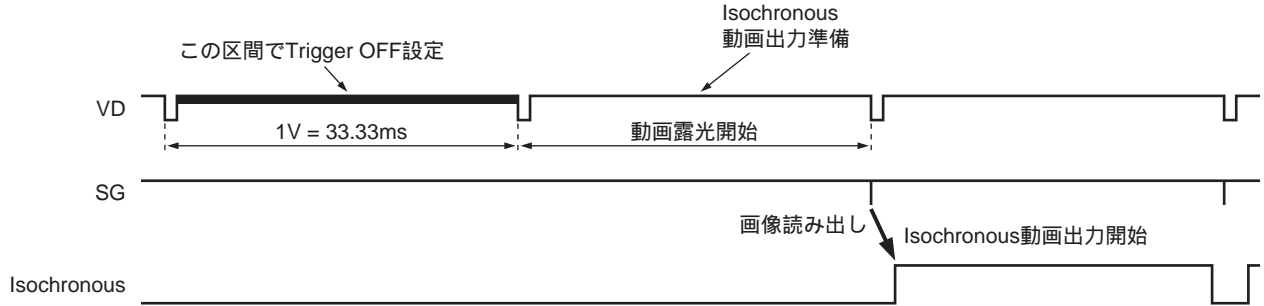 Isochronous
動画出力準備
この区間でTrigger OFF設定
VD
1V = 33.33ms
動画露光開始
SG
画像読み出し
Isochronous動画出力開始
Isochronous